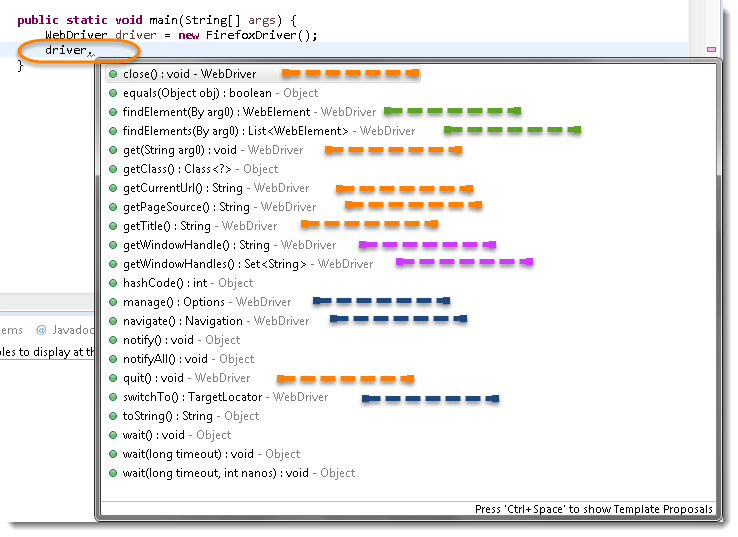 public static void main(String[] args) {
WebDriver driver = new FirefoxDriver();
driver.
}
close() : void - WebDriver
equals(Object obj) : boolean - Object
findElement(By arg0) : WebElement - WebDriver
findElements(By arg0) : List<WebElement> - WebDriver
get(String arg0) : void - WebDriver
getClass() : Class<?> - Object
getCurrentUrl() : String - WebDriver
getPageSource() : String - WebDriver
getTitle() : String - WebDriver
getWindowHandle() : String - WebDriver
getWindowHandles() : Set<String> - WebDriver
hashCode() : int - Object
manage() : Options - WebDriver
navigate() : Navigation - WebDriver
notify() : void - Object
notifyAll() : void - Object
quit() : void - WebDriver
switchTo() : TargetLocator - WebDriver
toString() : String - Object
wait() : void - Object
wait(long timeout) : void - Object
wait(long timeout, int nanos) : void - Object
Press 'Ctrl+Space' to show Template Proposals
ems @ Javadoc
oles to display at th